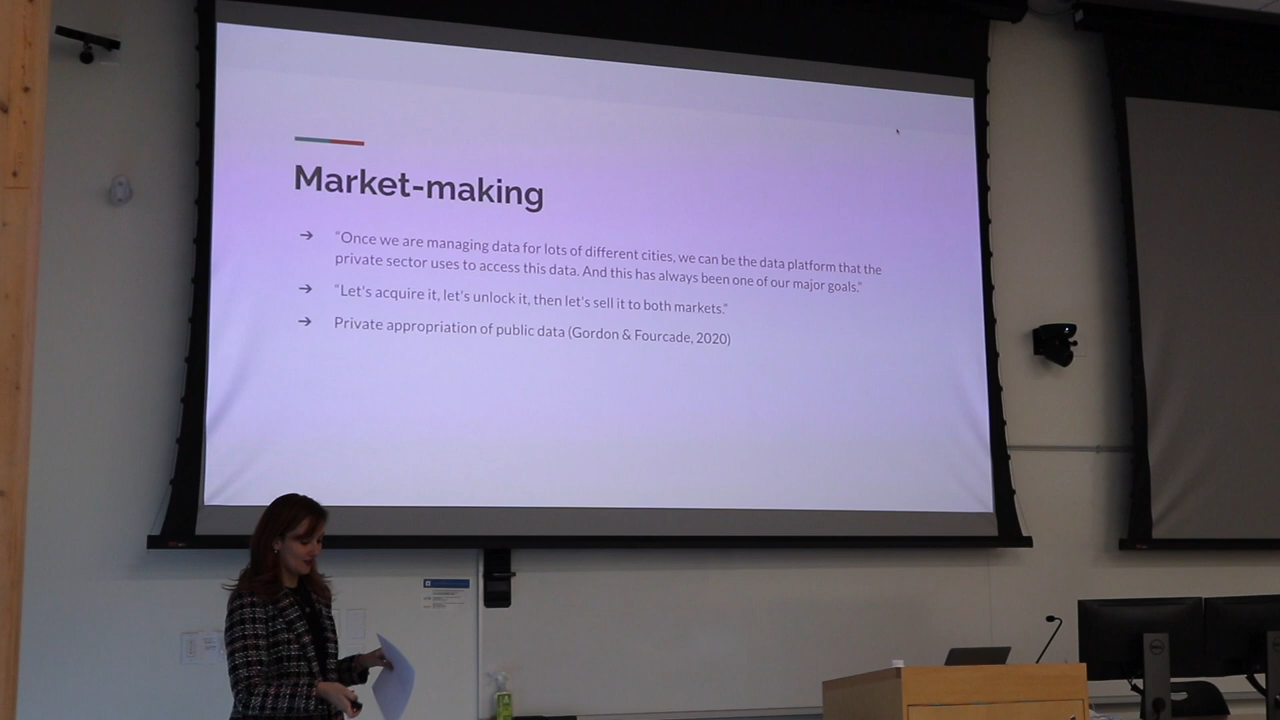 Market-making
➔ “Once we are managing data for lots of different cities, we can be the data platform that the
private sector uses to access this data. And this has always been one of our major goals.”
➔ “Let's acquire it, let's unlock it, then let's sell it to both markets.”
➔ Private appropriation of public data (Gordon & Fourcade, 2020)
DELL